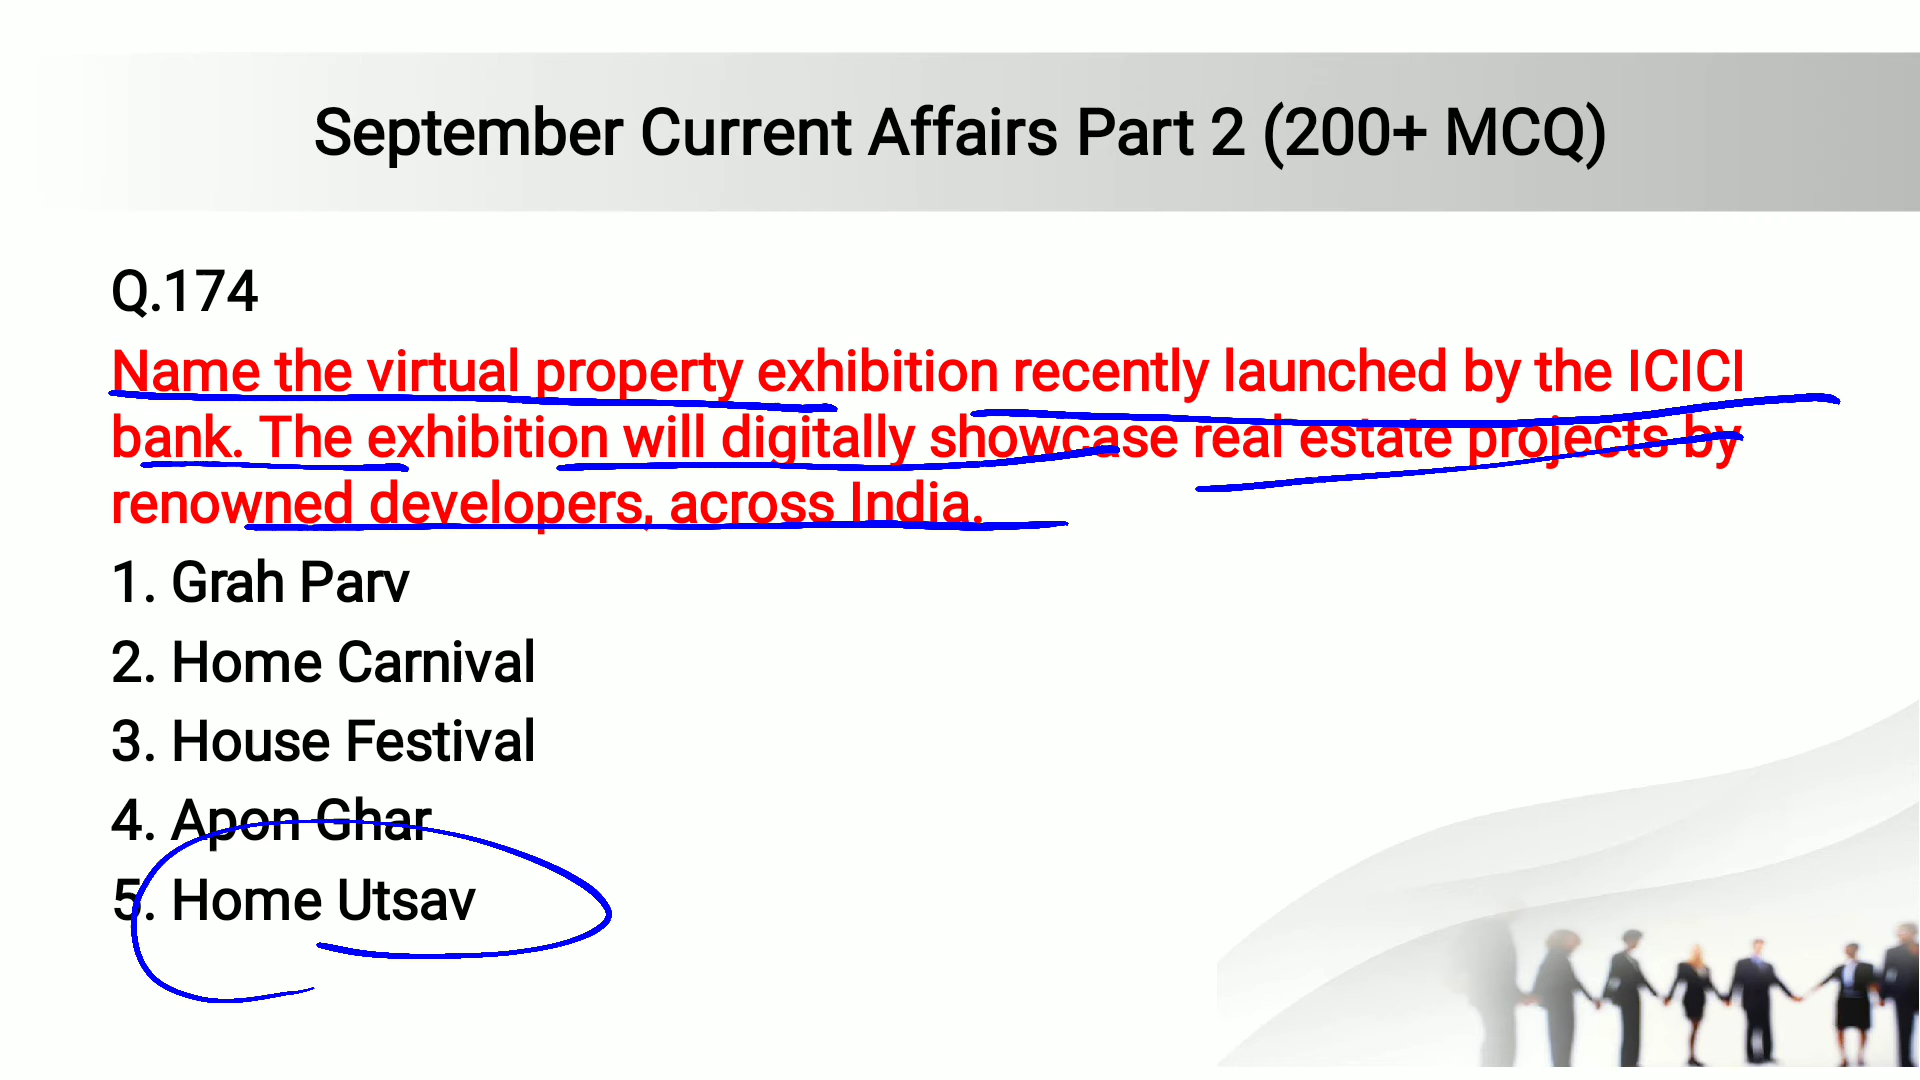 September Current Affairs Part 2 (200+ MCQ)
Q.174
Name the virtual property exhibition recently launched by the ICICI
bank. The exhibition will digitally showcase real estate projects by
renowned developers, across India.
1. Grah Parv
2. Home Carnival
3. House Festival
4. Apon Ghar
5. Home Utsav